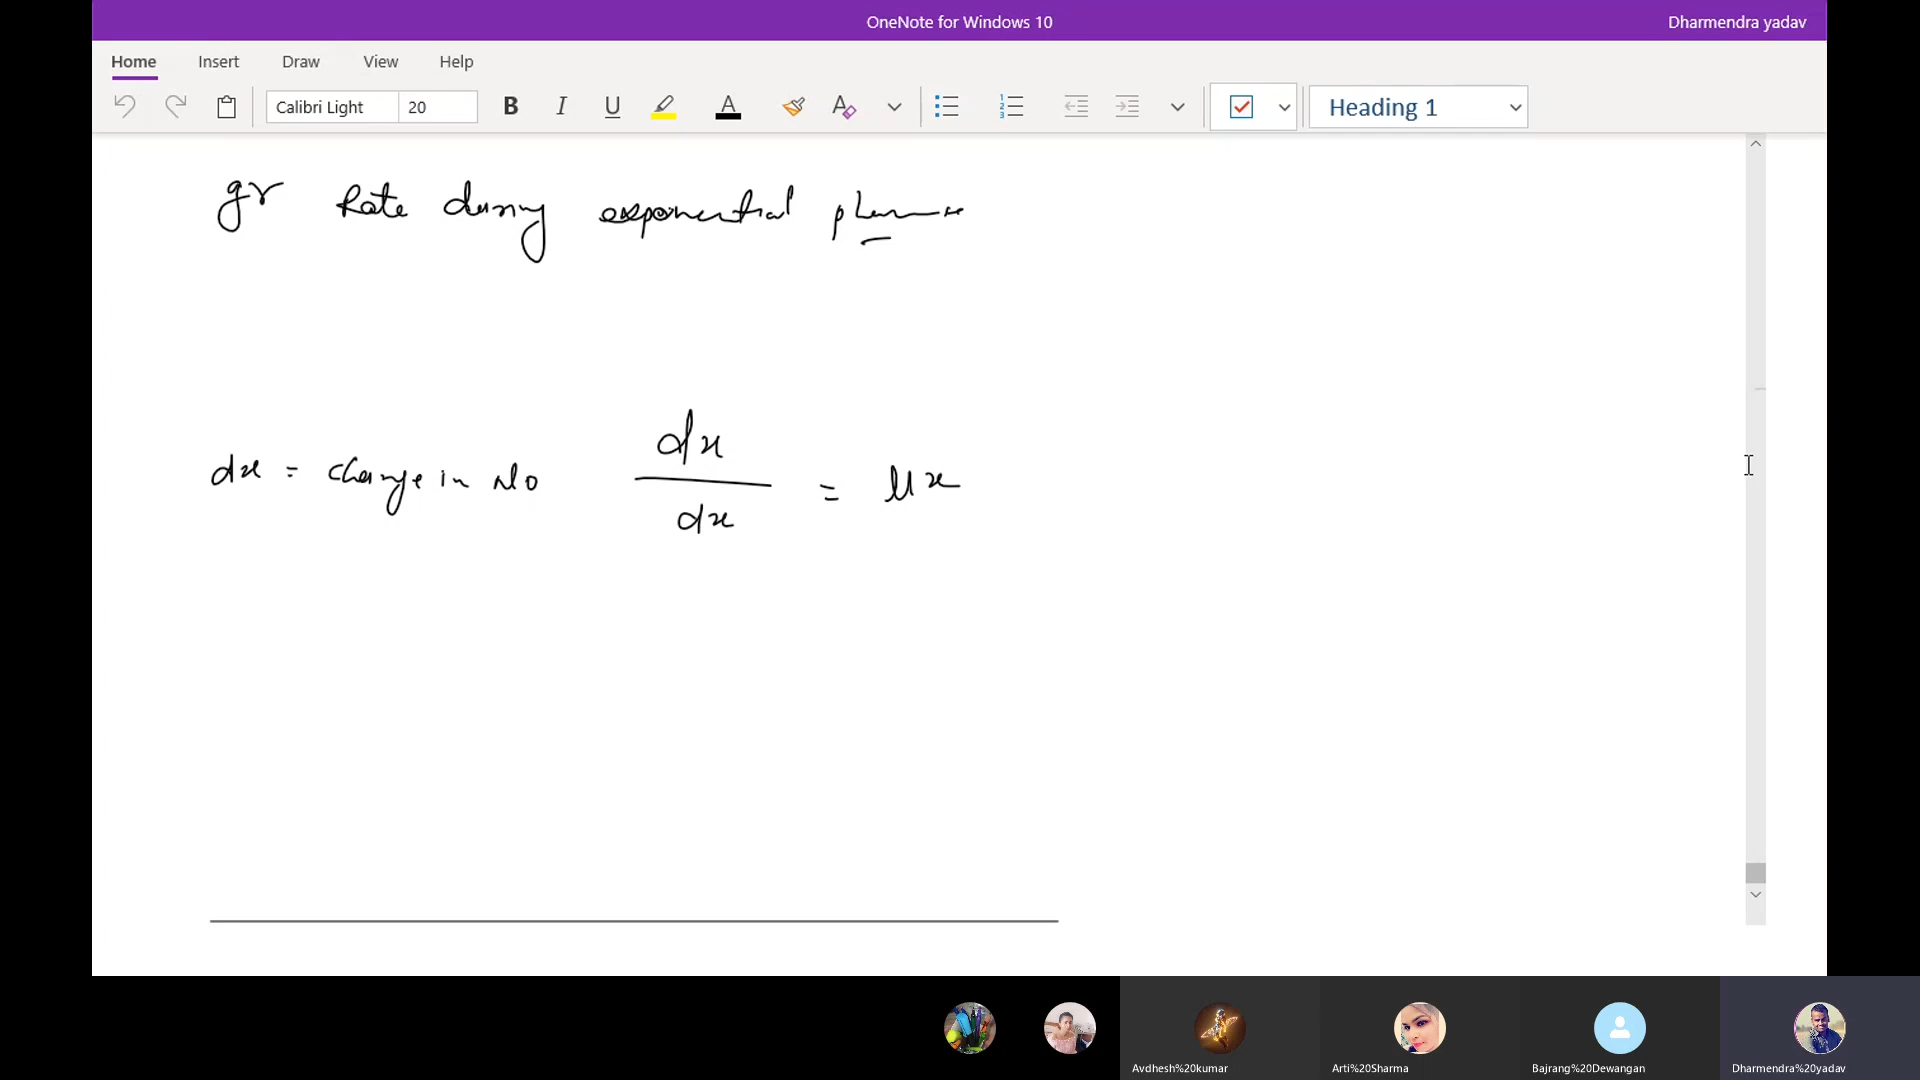 OneNote for Windows 10
Dharmendra yadav
Home Insert Draw View Help
Calibri Light 20 B I U A A Heading 1
gr Rate during exponential
dx = change in No
dx
dx
= μx
Avdhesh%20kumar
Arti%20Sharma
Bajrang%20Dewangan
Dharmendra%20yadav